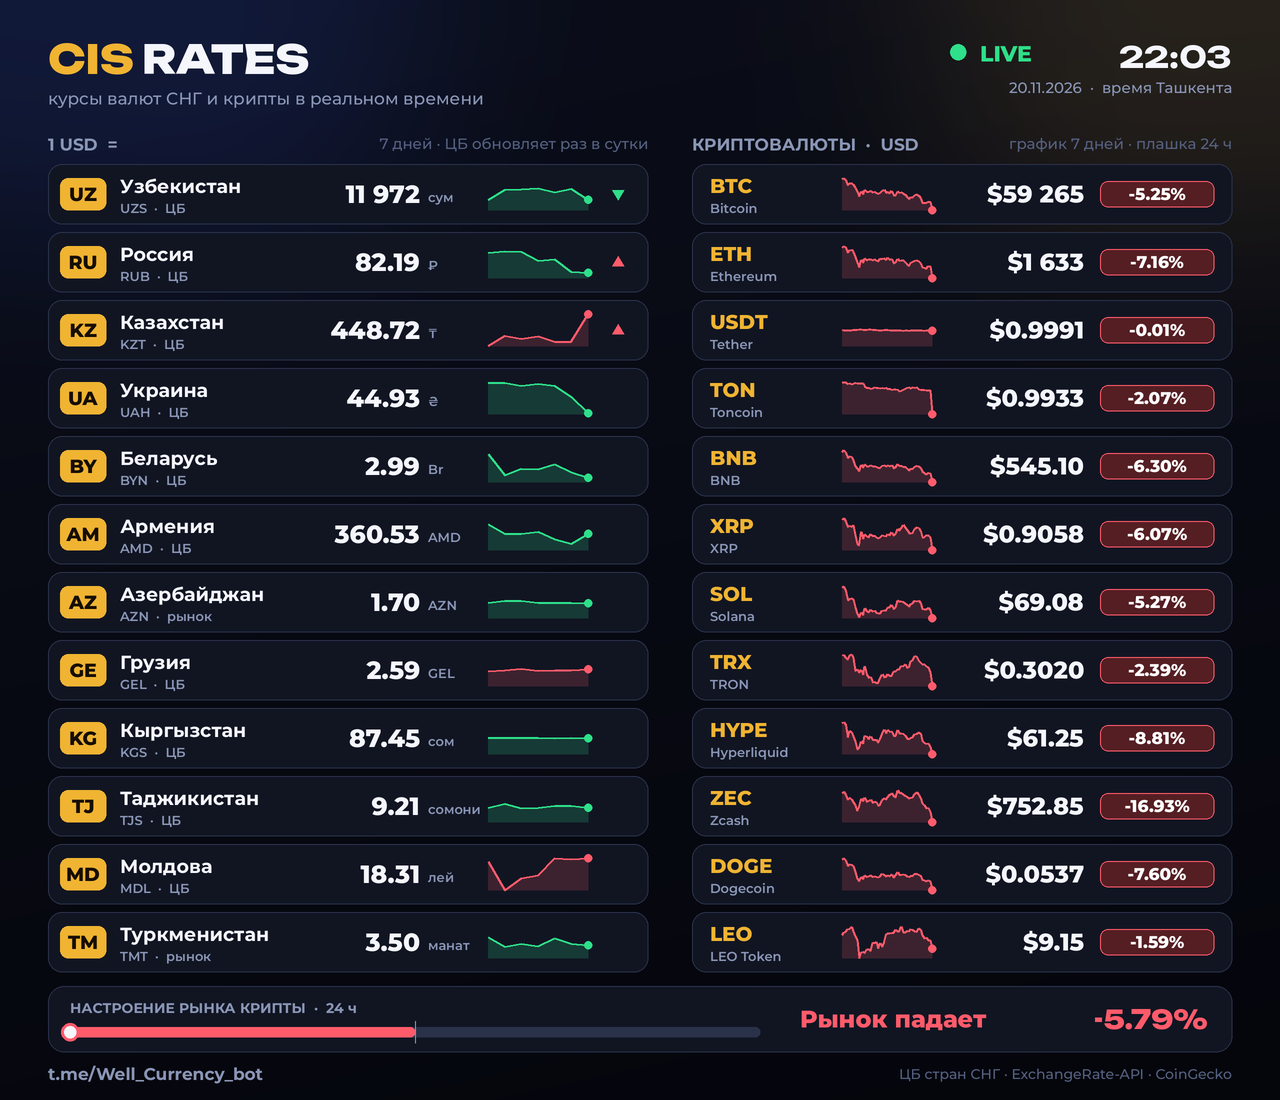 CIS RATES
LIVE 22:03
курсы валют СНГ и крипты в реальном времени
20.11.2026 · время Ташкента
1 USD =
7 дней · ЦБ обновляет раз в сутки
UZ Узбекистан 11 972 сум
UZS · ЦБ
RU Россия 82.19 ₽
RUB · ЦБ
KZ Казахстан 448.72 ₸
KZT · ЦБ
UA Украина 44.93 ₴
UAH · ЦБ
BY Беларусь 2.99 Br
BYN · ЦБ
AM Армения 360.53 AMD
AMD · ЦБ
AZ Азербайджан 1.70 AZN
AZN · рынок
GE Грузия 2.59 GEL
GEL · ЦБ
KG Кыргызстан 87.45 сом
KGS · ЦБ
TJ Таджикистан 9.21 сомони
TJS · ЦБ
MD Молдова 18.31 лей
MDL · ЦБ
TM Туркменистан 3.50 манат
TMT · рынок
КРИПТОВАЛЮТЫ · USD
график 7 дней · плашка 24 ч
BTC $59 265 -5.25%
Bitcoin
ETH $1 633 -7.16%
Ethereum
USDT $0.9991 -0.01%
Tether
TON $0.9933 -2.07%
Toncoin
BNB $545.10 -6.30%
BNB
XRP $0.9058 -6.07%
XRP
SOL $69.08 -5.27%
Solana
TRX $0.3020 -2.39%
TRON
HYPE $61.25 -8.81%
Hyperliquid
ZEC $752.85 -16.93%
Zcash
DOGE $0.0537 -7.60%
Dogecoin
LEO $9.15 -1.59%
LEO Token
НАСТРОЕНИЕ РЫНКА КРИПТЫ · 24 ч
Рынок падает -5.79%
t.me/Well_Currency_bot
ЦБ стран СНГ · ExchangeRate-API · CoinGecko